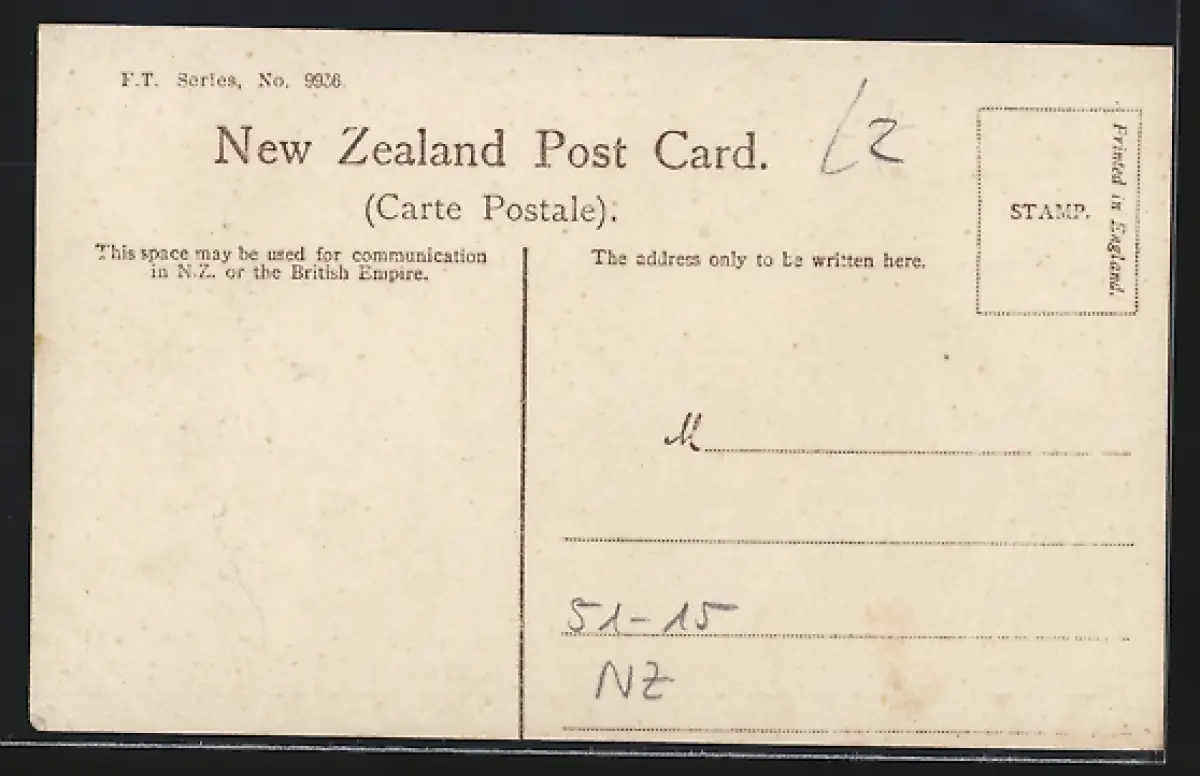 F.T. Series, No. 9936.
New Zealand Post Card.
(Carte Postale).
This space may be used for communication
in N.Z. or the British Empire.
The address only to be written here.
STAMP.
Printed in England.
M
51-15
NZ